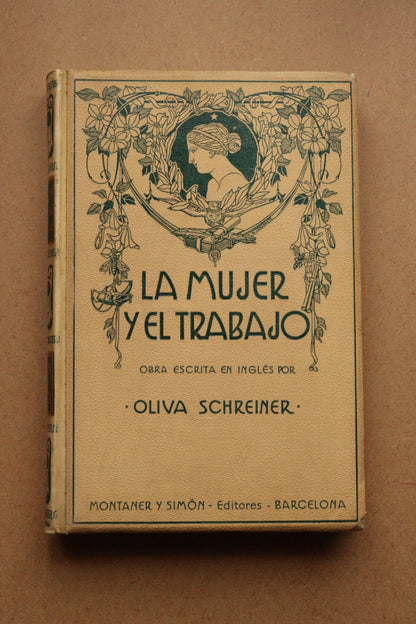 LA MUJER
Y EL TRABAJO
OBRA ESCRITA EN INGLÉS POR
· OLIVA SCHREINER ·
MONTANER Y SIMÓN - Editores - BARCELONA